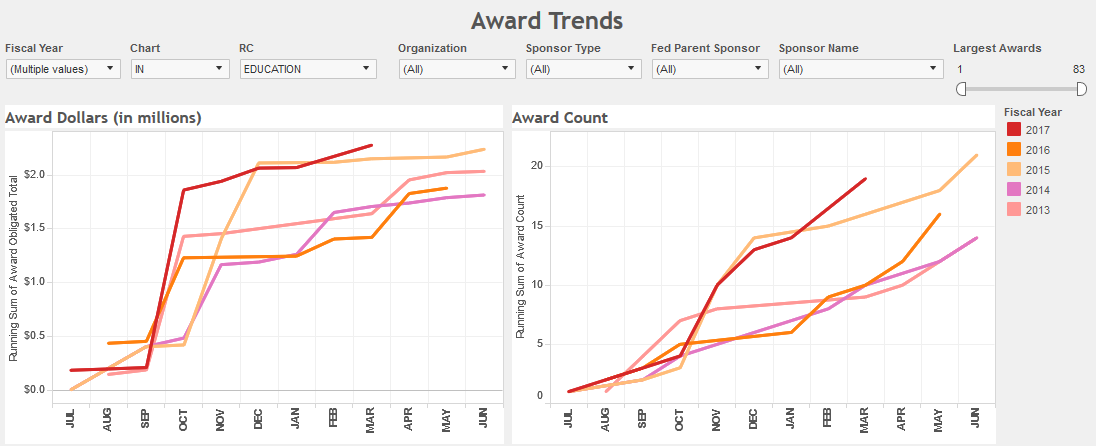 Award Trends
Fiscal Year Chart RC Organization Sponsor Type Fed Parent Sponsor Sponsor Name Largest Awards
(Multiple values) IN EDUCATION (All) (All) (All) (All) 1 83
Award Dollars (in millions)
Running Sum of Award Obligated Total
$2.0
$1.5
$1.0
$0.5
$0.0
JUL AUG SEP OCT NOV DEC JAN FEB MAR APR MAY JUN
Award Count
Running Sum of Award Count
20
15
10
5
0
JUL AUG SEP OCT NOV DEC JAN FEB MAR APR MAY JUN
Fiscal Year
2017
2016
2015
2014
2013